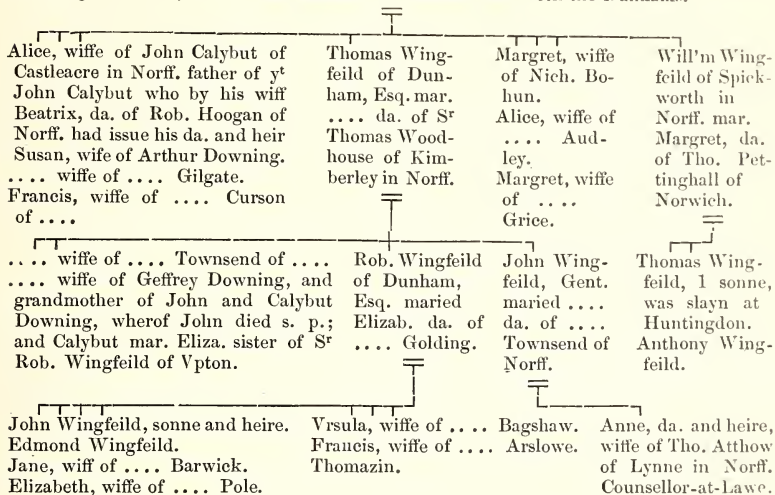 Alice, wiffe of John Calybut of
Castleacre in Norff. father of yt
John Calybut who by his wiff
Beatrix, da. of Rob. Hoogan of
Norff. had issue his da. and heir
Susan, wife of Arthur Downing.
.... wiffe of .... Gilgate.
Francis, wiffe of .... Curson
of ....
Thomas Wing-
feild of Dun-
ham, Esq. mar.
.... da. of Sr
Thomas Wood-
house of Kim-
berley in Norff.
Margret, wiffe
of Nich. Bo-
hun.
Alice, wiffe of
.... Aud-
ley.
Margret, wiffe
of ....
Grice.
Will'm Wing-
feild of Spick-
worth in
Norff. mar.
Margret, da.
of Tho. Pet-
tinghall of
Norwich.
.... wiffe of .... Townsend of ....
.... wiffe of Geffrey Downing, and
grandmother of John and Calybut
Downing, wherof John died s. p.;
and Calybut mar. Eliza. sister of Sr
Rob. Wingfeild of Vpton.
Rob. Wingfeild
of Dunham,
Esq. maried
Elizab. da. of
.... Golding.
John Wing-
feild, Gent.
maried ....
da. of ....
Townsend of
Norff.
Thomas Wing-
feild, 1 sonne,
was slayn at
Huntingdon.
Anthony Wing-
feild.
John Wingfeild, sonne and heire.
Edmond Wingfeild.
Jane, wiff of .... Barwick.
Elizabeth, wiffe of .... Pole.
Vrsula, wiffe of .... Bagshaw.
Francis, wiffe of .... Arslowe.
Thomazin.
Anne, da. and heire,
wiffe of Tho. Atthow
of Lynne in Norff.
Counsellor-at-Lawe.